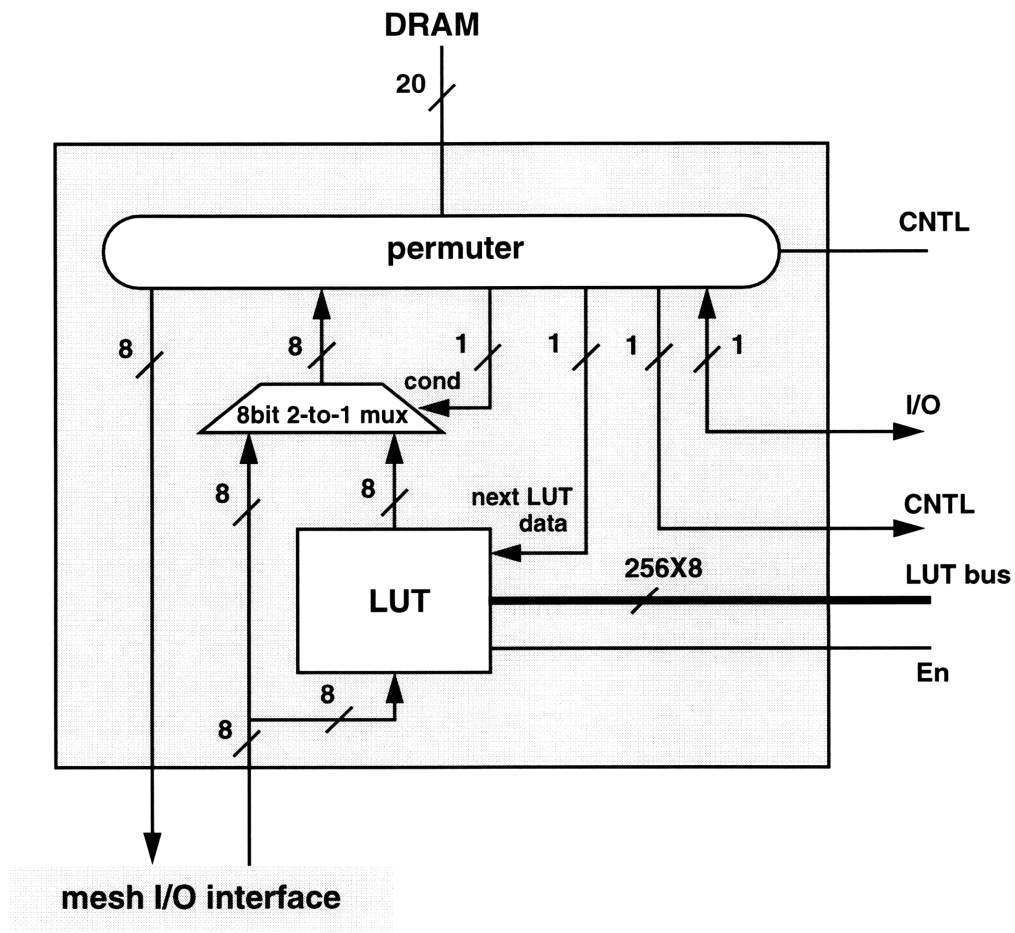 DRAM
20
CNTL
permuter
8
8
1
1
1
1
cond
I/O
8bit 2-to-1 mux
8
8
next LUT
data
CNTL
256X8
LUT bus
LUT
En
8
8
mesh I/O interface